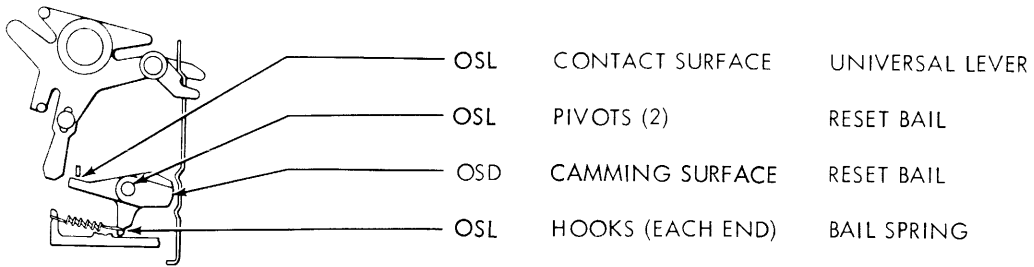 OSL CONTACT SURFACE UNIVERSAL LEVER
OSL PIVOTS (2) RESET BAIL
OSD CAMMING SURFACE RESET BAIL
OSL HOOKS (EACH END) BAIL SPRING